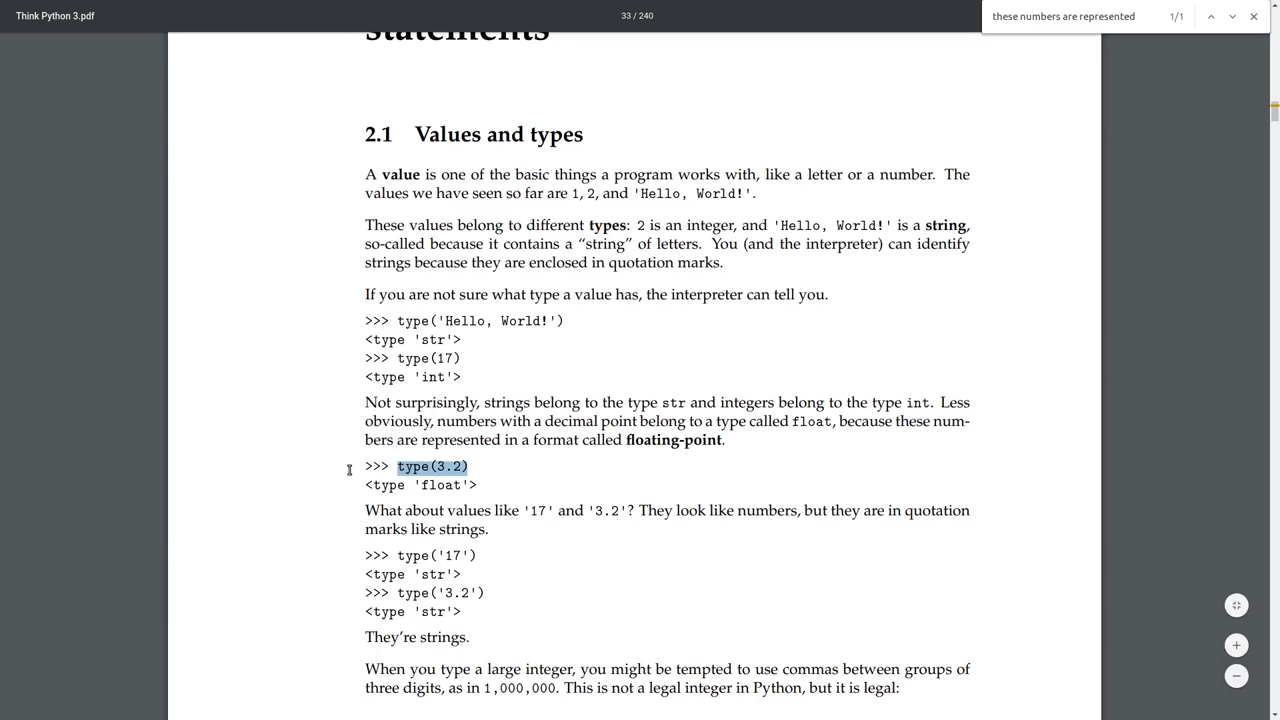 Think Python 3.pdf
33 / 240
these numbers are represented
1/1
statements
2.1 Values and types
A value is one of the basic things a program works with, like a letter or a number. The
values we have seen so far are 1, 2, and 'Hello, World!'.
These values belong to different types: 2 is an integer, and 'Hello, World!' is a string,
so-called because it contains a “string” of letters. You (and the interpreter) can identify
strings because they are enclosed in quotation marks.
If you are not sure what type a value has, the interpreter can tell you.
>>> type('Hello, World!')
<type 'str'>
>>> type(17)
<type 'int'>
Not surprisingly, strings belong to the type str and integers belong to the type int. Less
obviously, numbers with a decimal point belong to a type called float, because these num-
bers are represented in a format called floating-point.
>>> type(3.2)
<type 'float'>
What about values like '17' and '3.2'? They look like numbers, but they are in quotation
marks like strings.
>>> type('17')
<type 'str'>
>>> type('3.2')
<type 'str'>
They’re strings.
When you type a large integer, you might be tempted to use commas between groups of
three digits, as in 1,000,000. This is not a legal integer in Python, but it is legal: